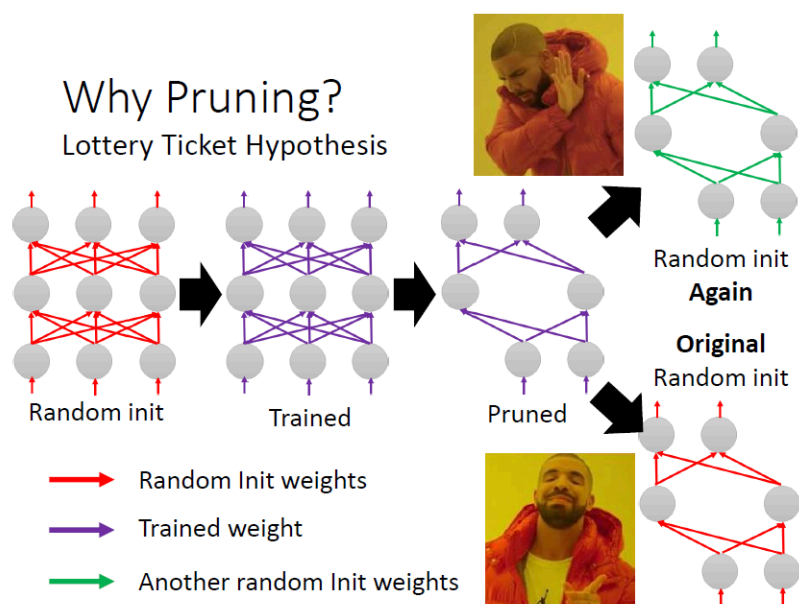 Why Pruning?
Lottery Ticket Hypothesis
Random init
Trained
Pruned
Random init
Again
Original
Random init
Random Init weights
Trained weight
Another random Init weights